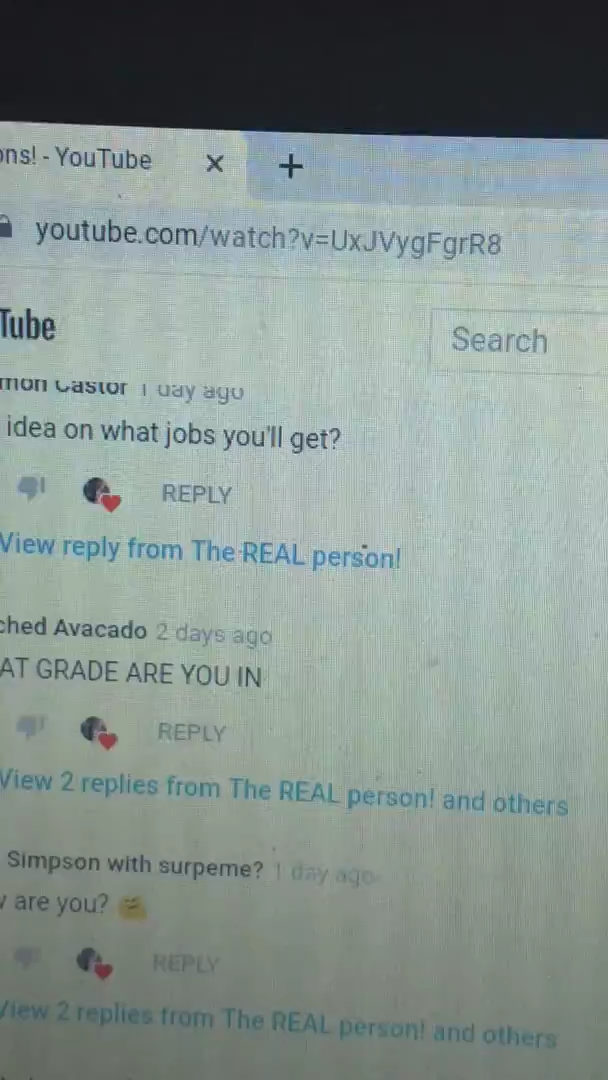 ons! - YouTube
youtube.com/watch?v=UxJVygFgrR8
Tube
Search
mon Castor 1 day ago
idea on what jobs you'll get?
REPLY
View reply from The REAL person!
ched Avacado 2 days ago
AT GRADE ARE YOU IN
REPLY
View 2 replies from The REAL person! and others
Simpson with surpeme? 1 day ago
w are you? 🤗
REPLY
View 2 replies from The REAL person! and others